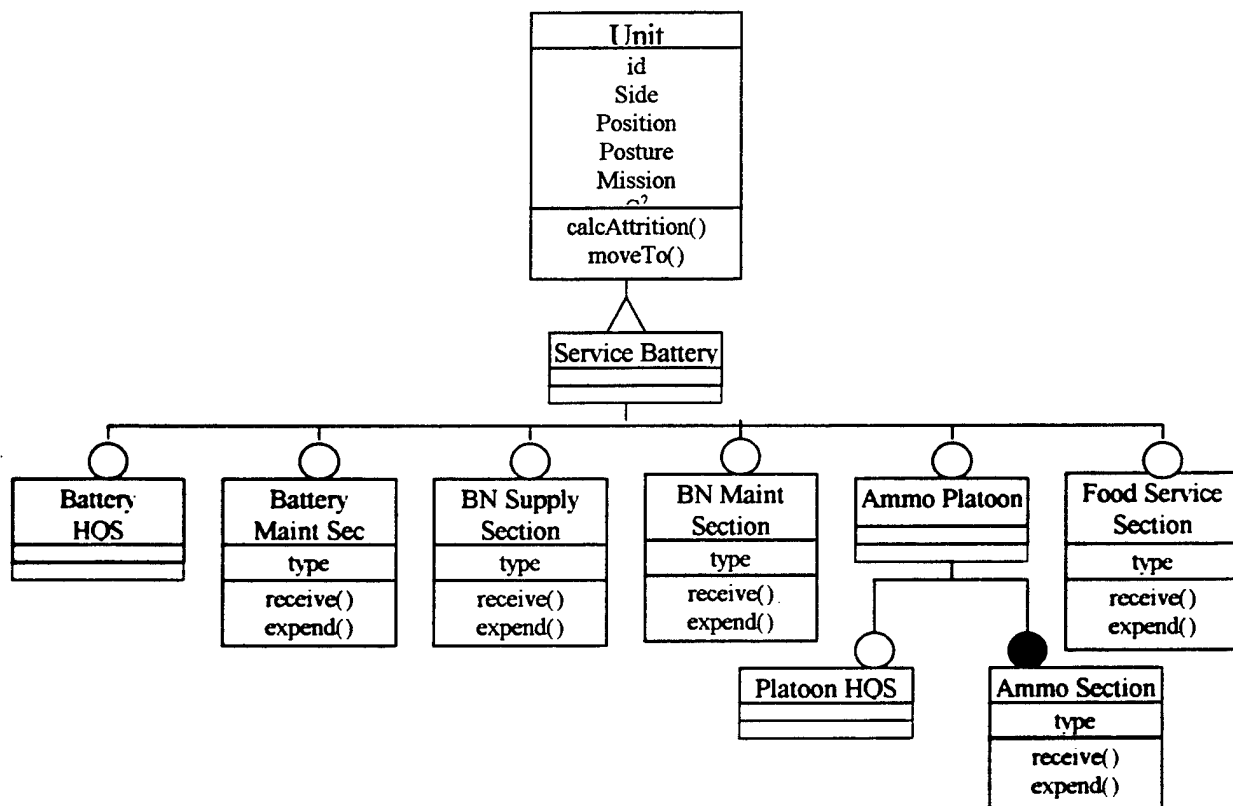 Unit
id
Side
Position
Posture
Mission
calcAttrition()
moveTo()
Service Battery
Battery
HQS
Battery
Maint Sec
type
receive()
expend()
BN Supply
Section
type
receive()
expend()
BN Maint
Section
type
receive()
expend()
Ammo Platoon
Food Service
Section
type
receive()
expend()
Platoon HQS
Ammo Section
type
receive()
expend()